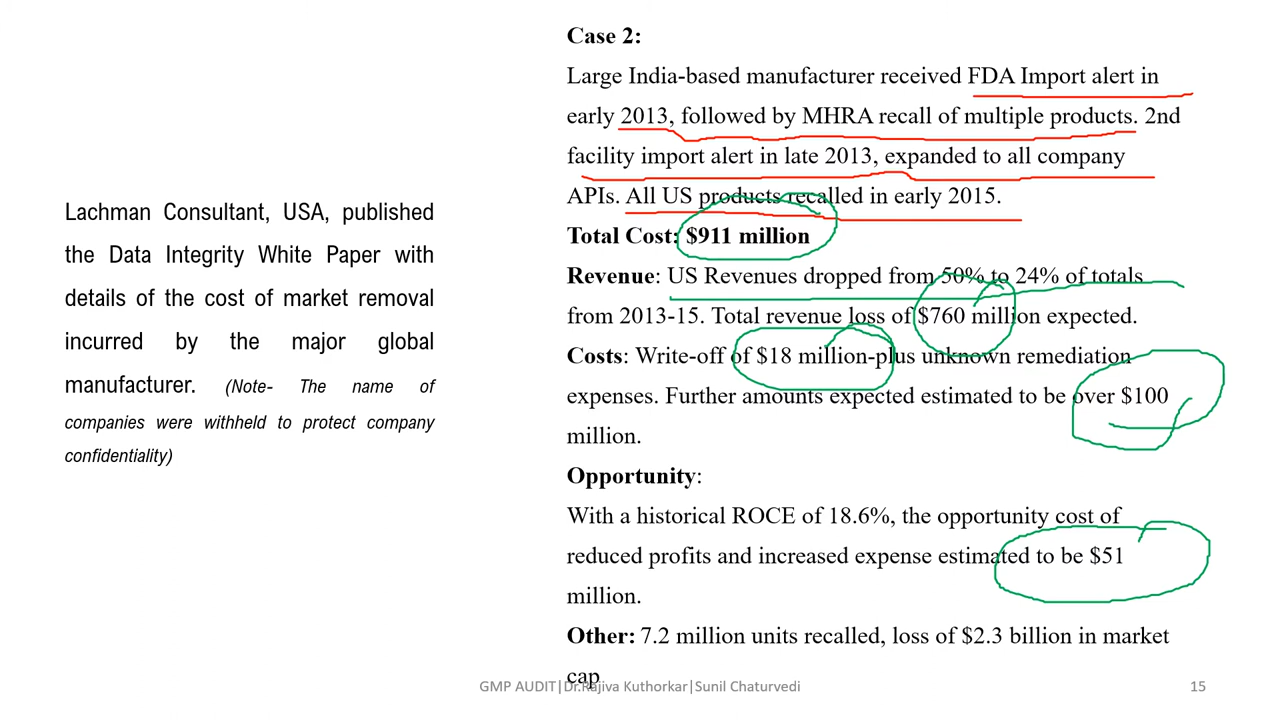 Lachman Consultant, USA, published
the Data Integrity White Paper with
details of the cost of market removal
incurred by the major global
manufacturer. (Note- The name of
companies were withheld to protect company
confidentiality)
Case 2:
Large India-based manufacturer received FDA Import alert in
early 2013, followed by MHRA recall of multiple products. 2nd
facility import alert in late 2013, expanded to all company
APIs. All US products recalled in early 2015.
Total Cost: $911 million
Revenue: US Revenues dropped from 50% to 24% of totals
from 2013-15. Total revenue loss of $760 million expected.
Costs: Write-off of $18 million-plus unknown remediation
expenses. Further amounts expected estimated to be over $100
million.
Opportunity:
With a historical ROCE of 18.6%, the opportunity cost of
reduced profits and increased expense estimated to be $51
million.
Other: 7.2 million units recalled, loss of $2.3 billion in market
cap
GMP AUDIT|Dr.Rajiva Kuthorkar|Sunil Chaturvedi
15